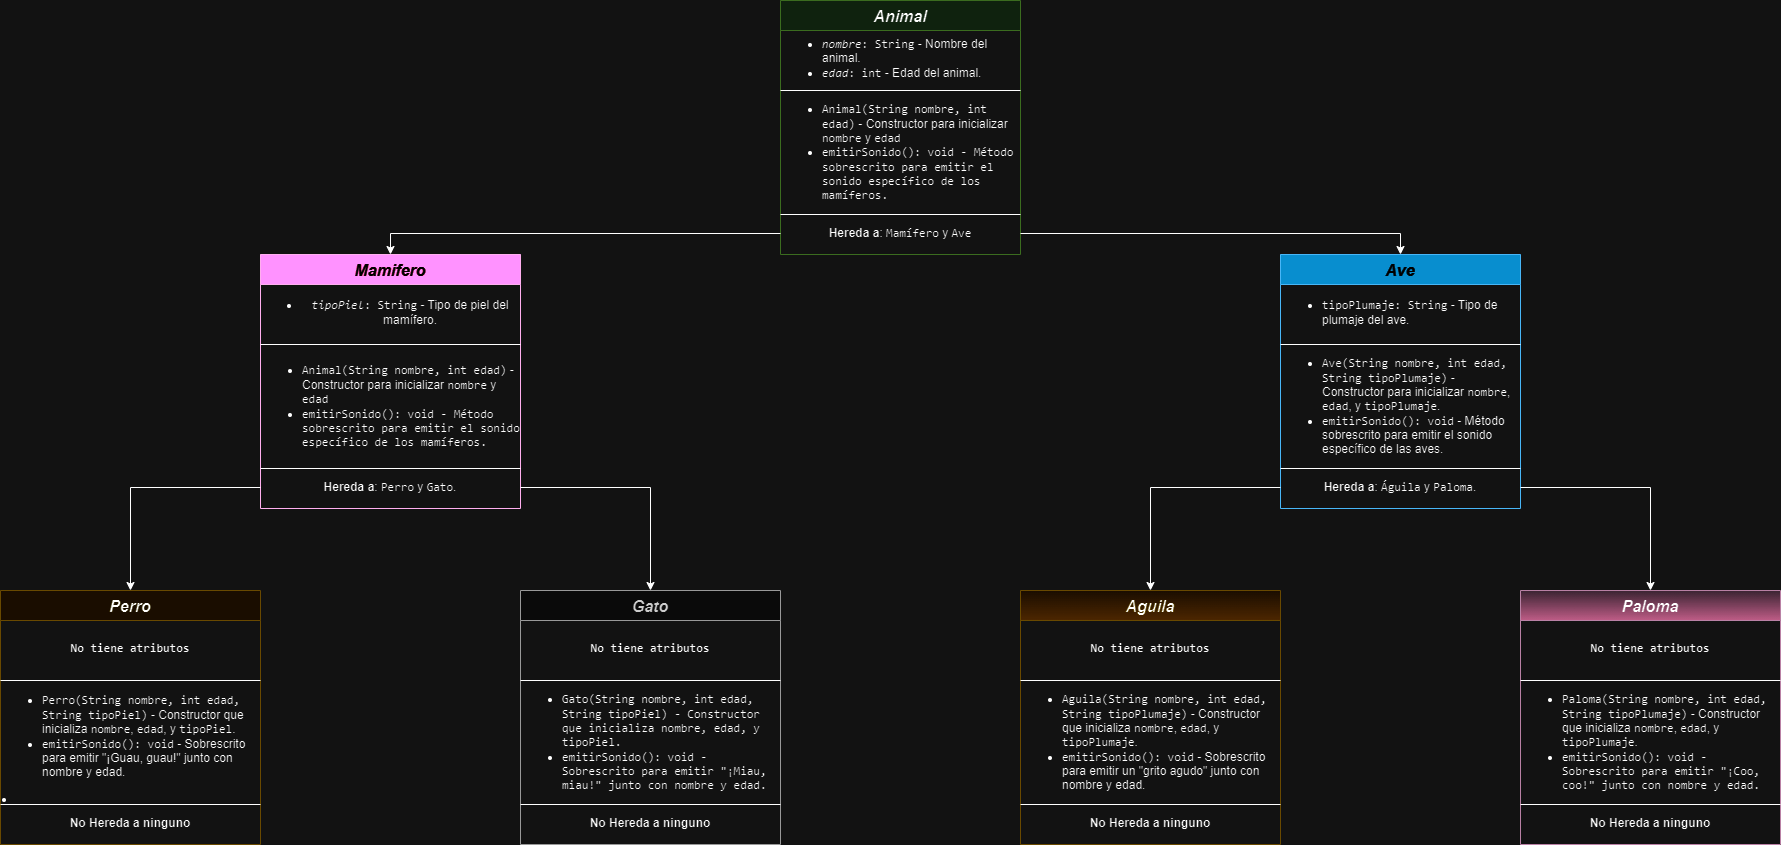 Animal
nombre: String - Nombre del
animal.
edad: int - Edad del animal.
Animal(String nombre, int
edad) - Constructor para inicializar
nombre y edad
emitirSonido(): void - Método
sobrescrito para emitir el
sonido específico de los
mamíferos.
Hereda a: Mamífero y Ave
Mamifero
tipoPiel: String - Tipo de piel del
mamífero.
Animal(String nombre, int edad) -
Constructor para inicializar nombre y
edad
emitirSonido(): void - Método
sobrescrito para emitir el sonido
específico de los mamíferos.
Hereda a: Perro y Gato.
Ave
tipoPlumaje: String - Tipo de
plumaje del ave.
Ave(String nombre, int edad,
String tipoPlumaje) -
Constructor para inicializar nombre,
edad, y tipoPlumaje.
emitirSonido(): void - Método
sobrescrito para emitir el sonido
específico de las aves.
Hereda a: Águila y Paloma.
Perro
No tiene atributos
Perro(String nombre, int edad,
String tipoPiel) - Constructor que
inicializa nombre, edad, y tipoPiel.
emitirSonido(): void - Sobrescrito
para emitir "¡Guau, guau!" junto con
nombre y edad.
No Hereda a ninguno
Gato
No tiene atributos
Gato(String nombre, int edad,
String tipoPiel) - Constructor
que inicializa nombre, edad, y
tipoPiel.
emitirSonido(): void -
Sobrescrito para emitir "¡Miau,
miau!" junto con nombre y edad.
No Hereda a ninguno
Aguila
No tiene atributos
Aguila(String nombre, int edad,
String tipoPlumaje) - Constructor
que inicializa nombre, edad, y
tipoPlumaje.
emitirSonido(): void - Sobrescrito
para emitir un "grito agudo" junto con
nombre y edad.
No Hereda a ninguno
Paloma
No tiene atributos
Paloma(String nombre, int edad,
String tipoPlumaje) - Constructor
que inicializa nombre, edad, y
tipoPlumaje.
emitirSonido(): void -
Sobrescrito para emitir "¡Coo,
coo!" junto con nombre y edad.
No Hereda a ninguno